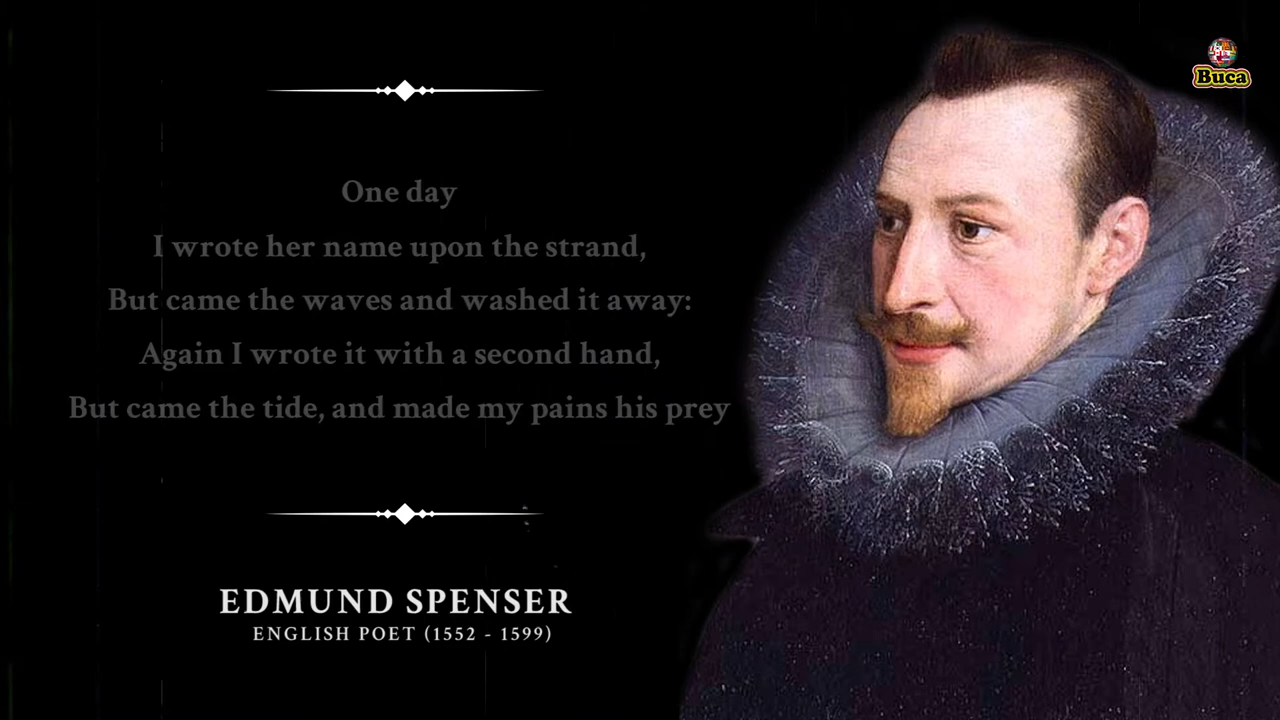 Buca
One day
I wrote her name upon the strand,
But came the waves and washed it away:
Again I wrote it with a second hand,
But came the tide, and made my pains his prey
EDMUND SPENSER
ENGLISH POET (1552 - 1599)